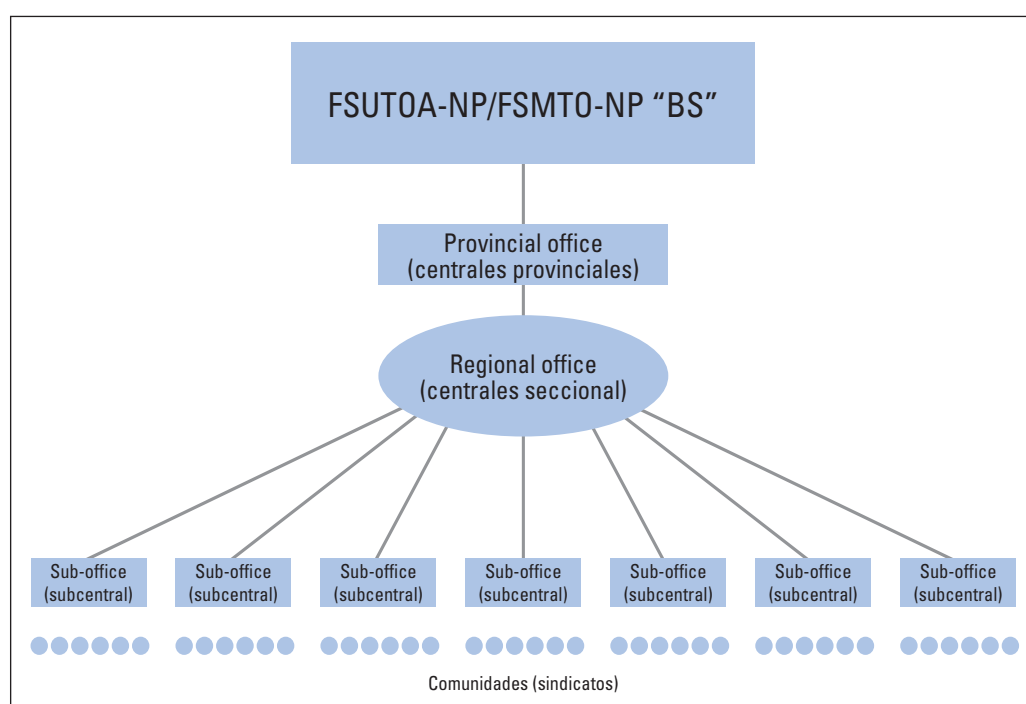 FSUTOA-NP/FSMTO-NP “BS”
Provincial office
(centrales provinciales)
Regional office
(centrales seccional)
Sub-office
(subcentral)
Sub-office
(subcentral)
Sub-office
(subcentral)
Sub-office
(subcentral)
Sub-office
(subcentral)
Sub-office
(subcentral)
Sub-office
(subcentral)
Comunidades (sindicatos)